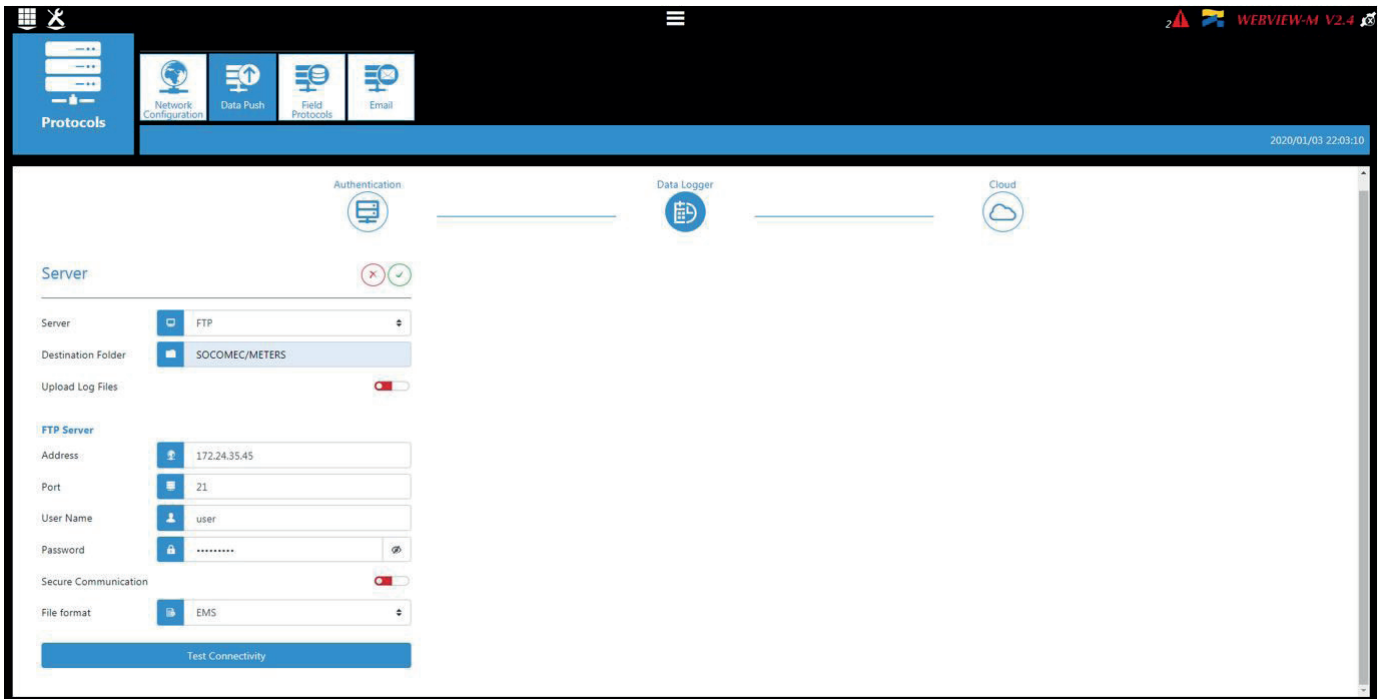 2
WEBVIEW-M V2.4
Protocols
Network Configuration
Data Push
Field Protocols
Email
2020/01/03 22:03:10
Authentication
Data Logger
Cloud
Server
Server
FTP
Destination Folder
SOCOMEC/METERS
Upload Log Files
FTP Server
Address
172.24.35.45
Port
21
User Name
user
Password
•••••••••
Secure Communication
File format
EMS
Test Connectivity